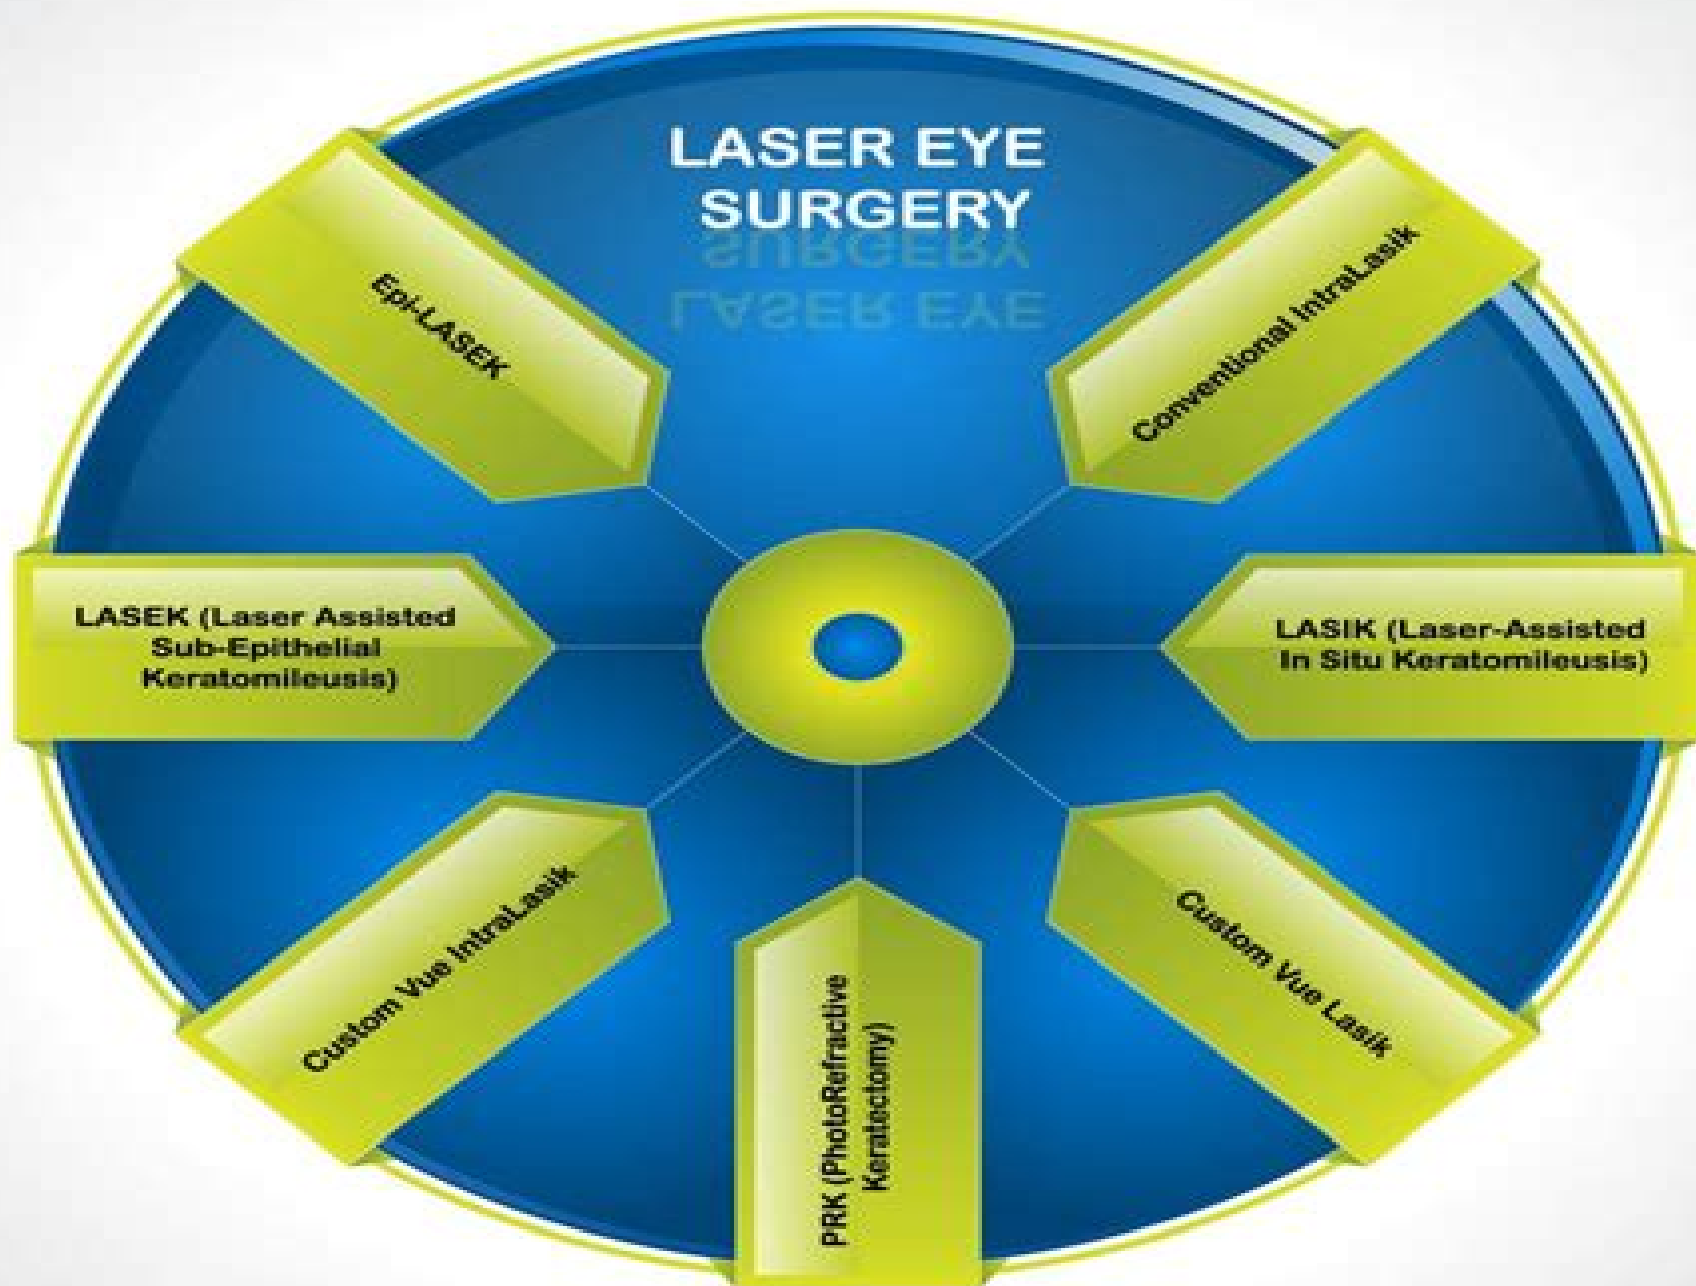 LASER EYE
SURGERY
Epi-LASEK
Conventional IntraLasik
LASEK (Laser Assisted
Sub-Epithelial
Keratomileusis)
LASIK (Laser-Assisted
In Situ Keratomileusis)
Custom Vue IntraLasik
PRK (PhotoRefractive
Keratectomy)
Custom Vue Lasik